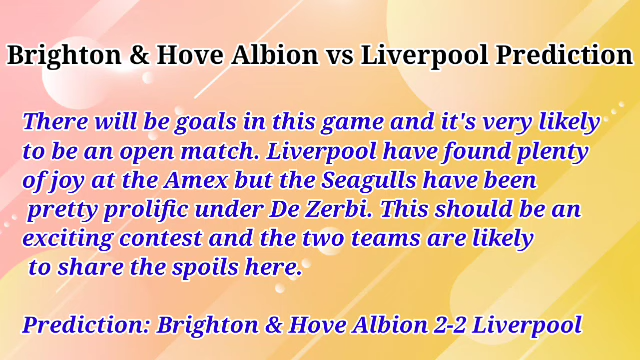 Brighton & Hove Albion vs Liverpool Prediction
There will be goals in this game and it's very likely
to be an open match. Liverpool have found plenty
of joy at the Amex but the Seagulls have been
pretty prolific under De Zerbi. This should be an
exciting contest and the two teams are likely
to share the spoils here.
Prediction: Brighton & Hove Albion 2-2 Liverpool